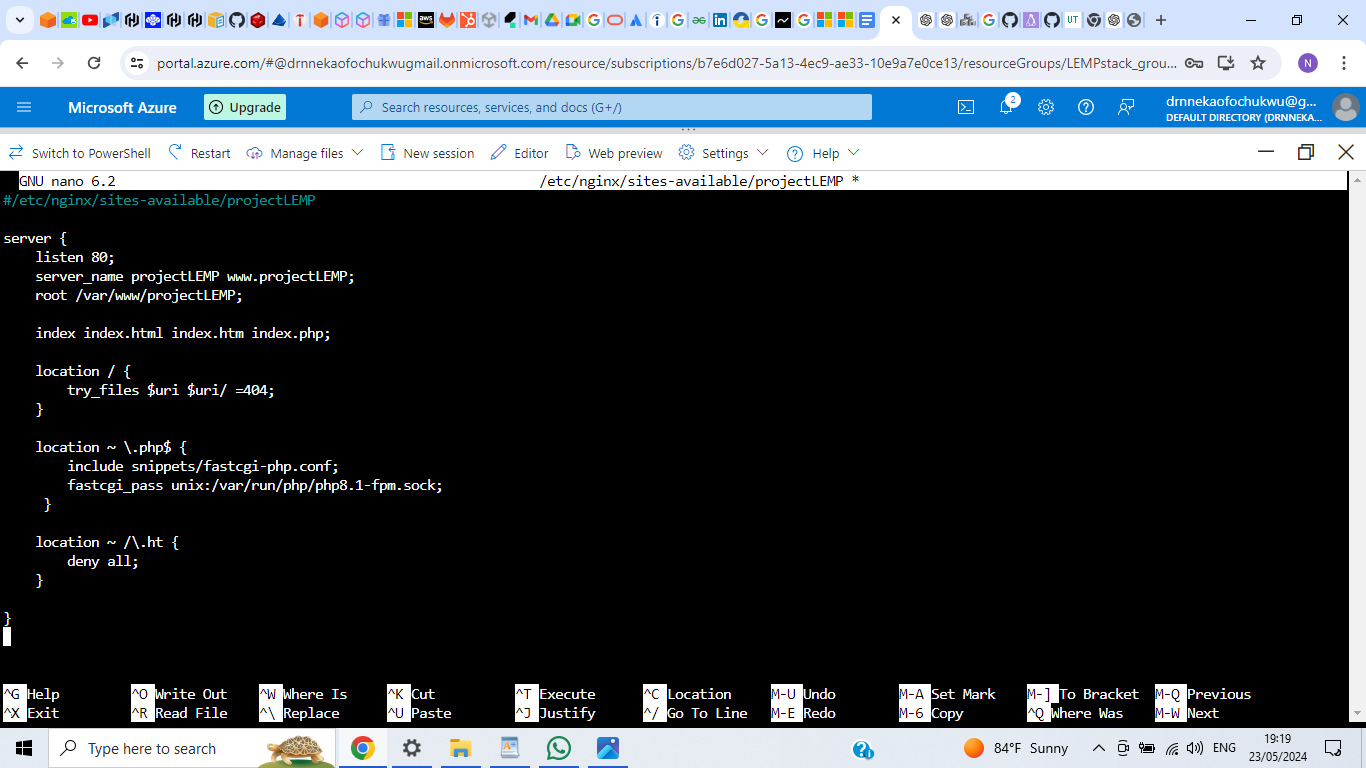 portal.azure.com/#@drnnekaofochukwugmail.onmicrosoft.com/resource/subscriptions/b7e6d027-5a13-4ec9-ae33-10e9a7e0ce13/resourceGroups/LEMPstack_grou...
N
Microsoft Azure
Upgrade
Search resources, services, and docs (G+/)
2
drnnekaofochukwu@g...
DEFAULT DIRECTORY (DRNNEKA...
Switch to PowerShell Restart Manage files New session Editor Web preview Settings Help
GNU nano 6.2 /etc/nginx/sites-available/projectLEMP *
#/etc/nginx/sites-available/projectLEMP
server {
listen 80;
server_name projectLEMP www.projectLEMP;
root /var/www/projectLEMP;
index index.html index.htm index.php;
location / {
try_files $uri $uri/ =404;
}
location ~ \.php$ {
include snippets/fastcgi-php.conf;
fastcgi_pass unix:/var/run/php/php8.1-fpm.sock;
}
location ~ /\.ht {
deny all;
}
}
^G Help ^O Write Out ^W Where Is ^K Cut ^T Execute ^C Location M-U Undo M-A Set Mark M-] To Bracket M-Q Previous
^X Exit ^R Read File ^\ Replace ^U Paste ^J Justify ^/ Go To Line M-E Redo M-6 Copy ^Q Where Was M-W Next
Type here to search
84°F Sunny
ENG
19:19
23/05/2024